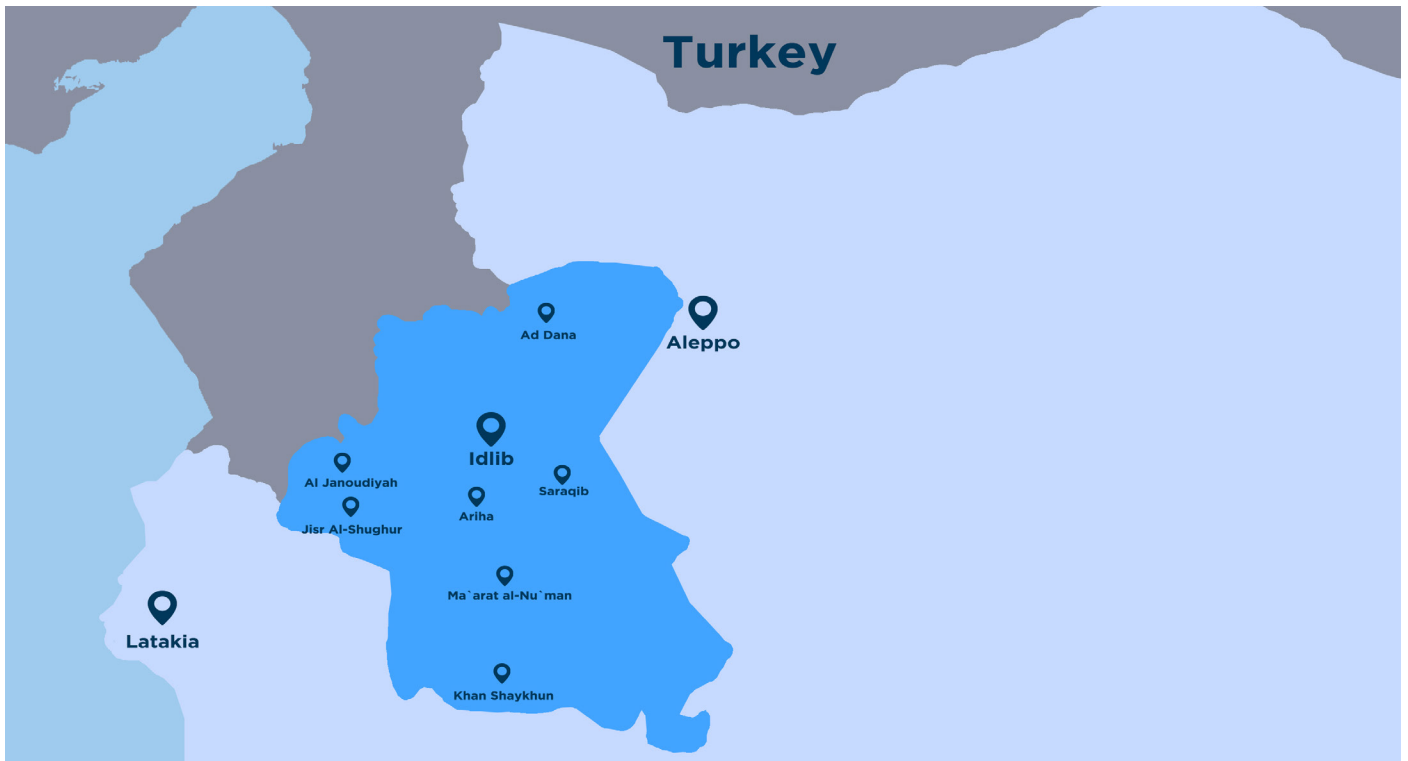 Turkey
Ad Dana
Aleppo
Idlib
Al Janoudiyah
Saraqib
Ariha
Jisr Al-Shughur
Ma`arat al-Nu`man
Latakia
Khan Shaykhun